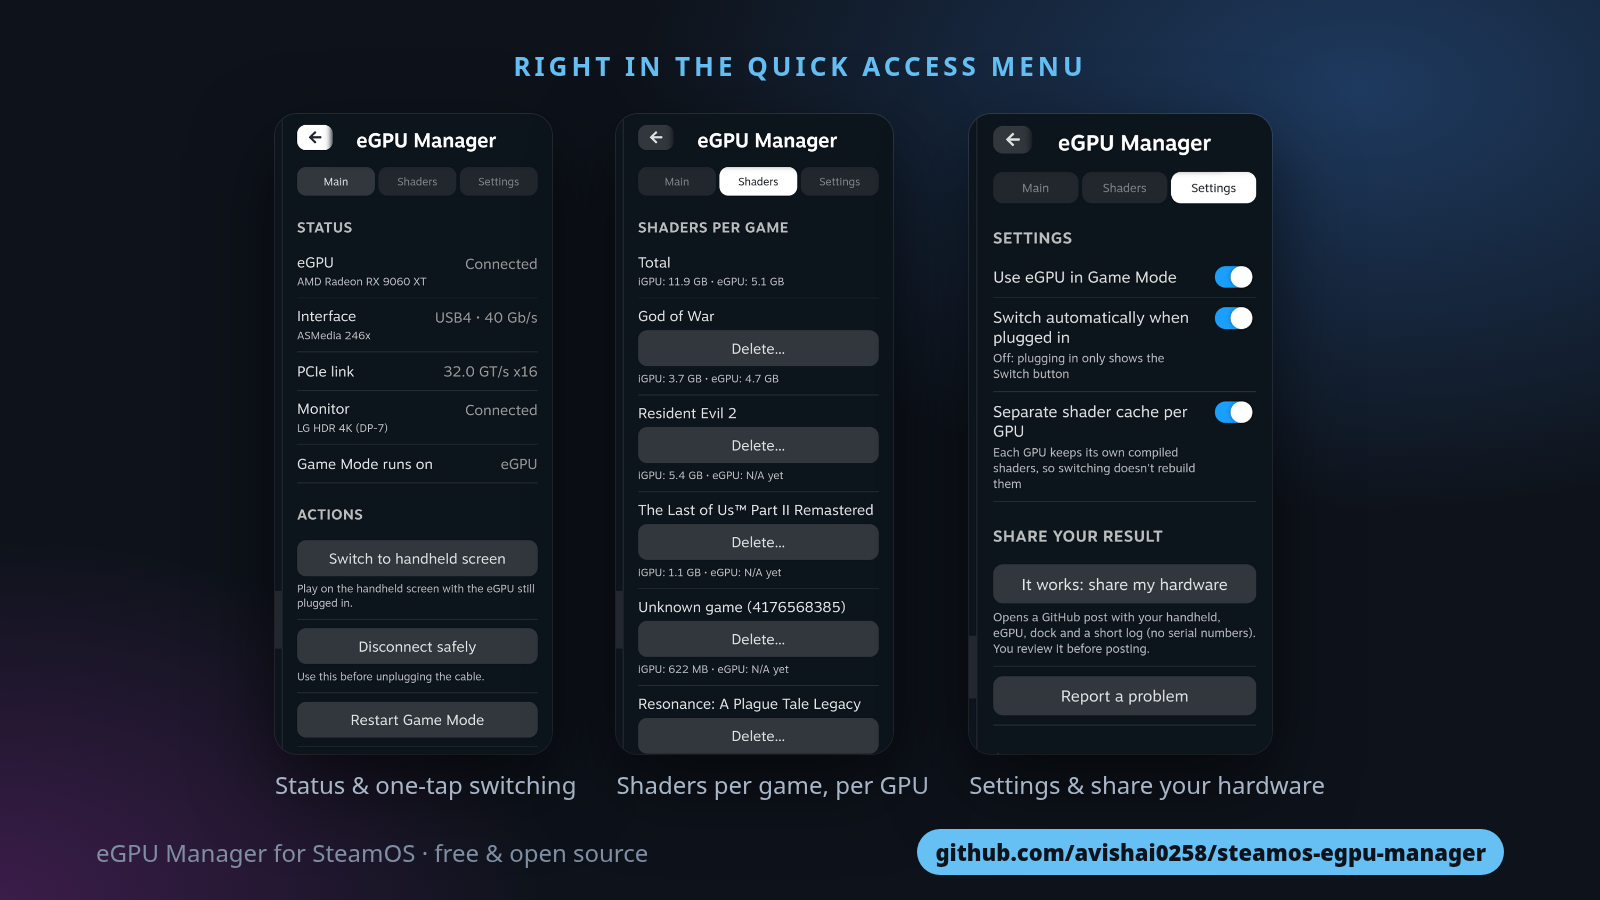 RIGHT IN THE QUICK ACCESS MENU
eGPU Manager
Main
Shaders
Settings
STATUS
eGPU
Connected
AMD Radeon RX 9060 XT
Interface
USB4 · 40 Gb/s
ASMedia 246x
PCIe link
32.0 GT/s x16
Monitor
Connected
LG HDR 4K (DP-7)
Game Mode runs on
eGPU
ACTIONS
Switch to handheld screen
Play on the handheld screen with the eGPU still
plugged in.
Disconnect safely
Use this before unplugging the cable.
Restart Game Mode
Status & one-tap switching
eGPU Manager
Main
Shaders
Settings
SHADERS PER GAME
Total
iGPU: 11.9 GB · eGPU: 5.1 GB
God of War
Delete...
iGPU: 3.7 GB · eGPU: 4.7 GB
Resident Evil 2
Delete...
iGPU: 5.4 GB · eGPU: N/A yet
The Last of Us™ Part II Remastered
Delete...
iGPU: 1.1 GB · eGPU: N/A yet
Unknown game (4176568385)
Delete...
iGPU: 622 MB · eGPU: N/A yet
Resonance: A Plague Tale Legacy
Delete...
Shaders per game, per GPU
eGPU Manager
Main
Shaders
Settings
SETTINGS
Use eGPU in Game Mode
Switch automatically when
plugged in
Off: plugging in only shows the
Switch button
Separate shader cache per
GPU
Each GPU keeps its own compiled
shaders, so switching doesn't rebuild
them
SHARE YOUR RESULT
It works: share my hardware
Opens a GitHub post with your handheld,
eGPU, dock and a short log (no serial numbers).
You review it before posting.
Report a problem
Settings & share your hardware
eGPU Manager for SteamOS · free & open source
github.com/avishai0258/steamos-egpu-manager